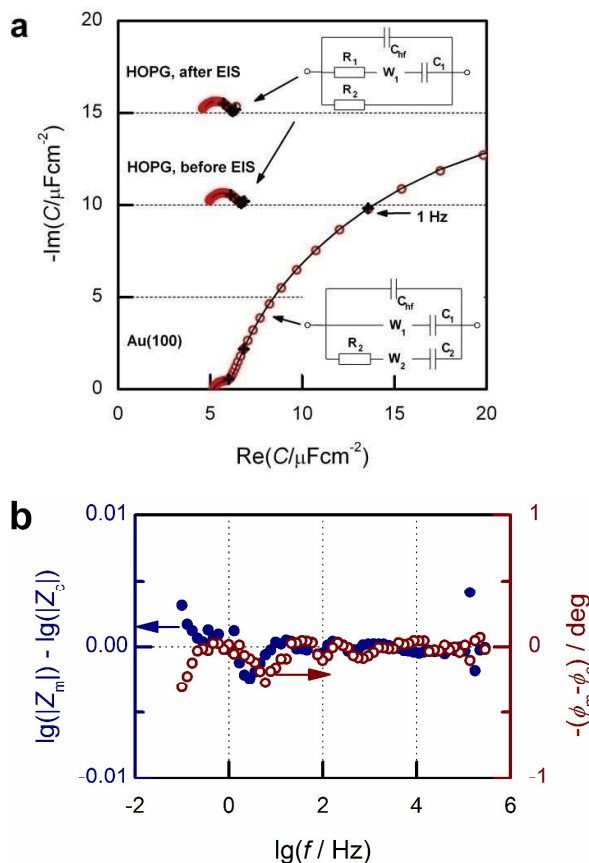 a
C_hf
R_1
W_1
C_1
R_2
HOPG, after EIS
HOPG, before EIS
1 Hz
Au(100)
C_hf
W_1
C_1
R_2
W_2
C_2
-Im(C/μFcm⁻²)
20
15
10
5
0
0 5 10 15 20
Re(C/μFcm⁻²)
b
lg(|Z_m|) - lg(|Z_c|)
0.01
0.00
-0.01
1
0
-1
-(ϕ_m-ϕ_c) / deg
-2 0 2 4 6
lg(f / Hz)